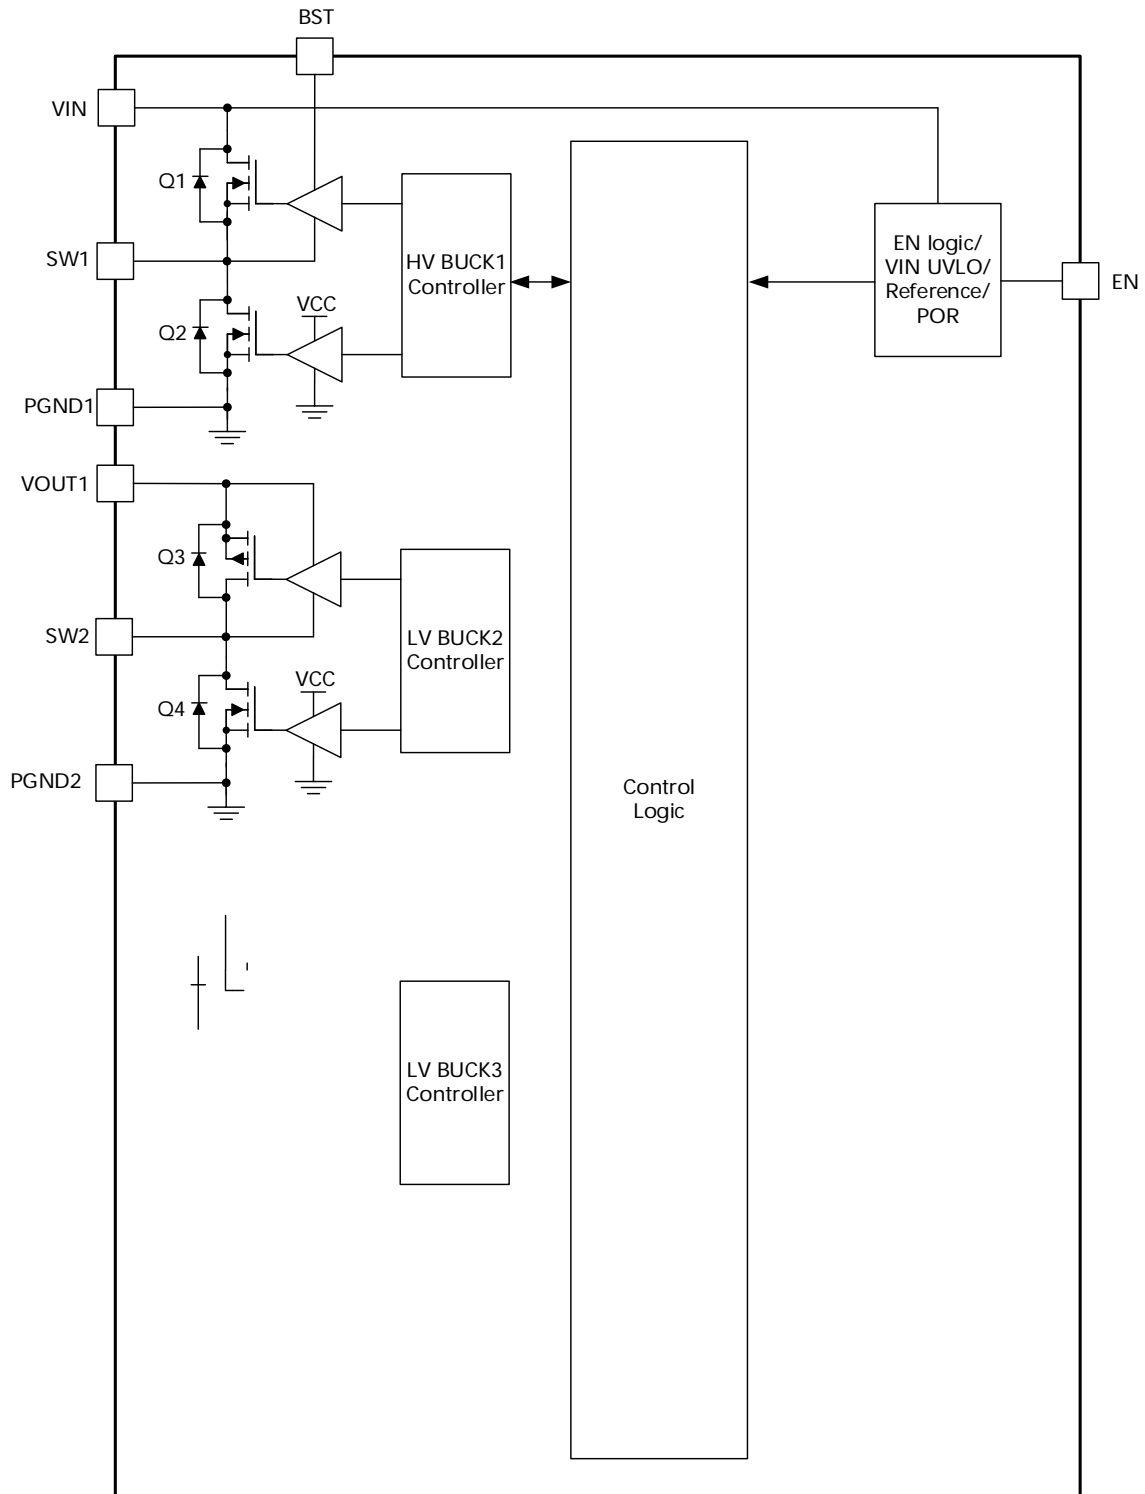 BST
VIN
Q1
SW1
HV BUCK1
Controller
EN logic/
VIN UVLO/
Reference/
POR
EN
VCC
Q2
PGND1
VOUT1
Q3
SW2
LV BUCK2
Controller
VCC
Q4
PGND2
Control
Logic
LV BUCK3
Controller